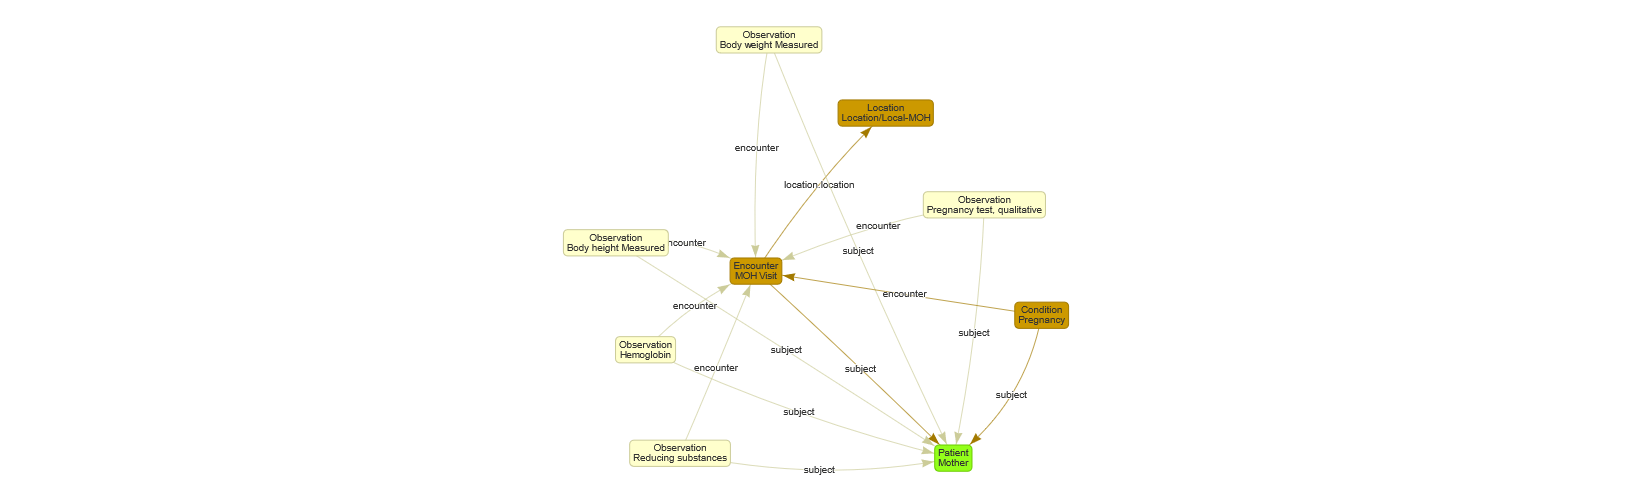 Observation
Body weight Measured
Location
Location/Local-MOH
encounter
location:location
Observation
Pregnancy test, qualitative
encounter
Observation
Body height Measured
ncounter
subject
Encounter
MOH Visit
encounter
encounter
Condition
Pregnancy
subject
Observation
Hemoglobin
subject
encounter
subject
subject
subject
Observation
Reducing substances
subject
Patient
Mother